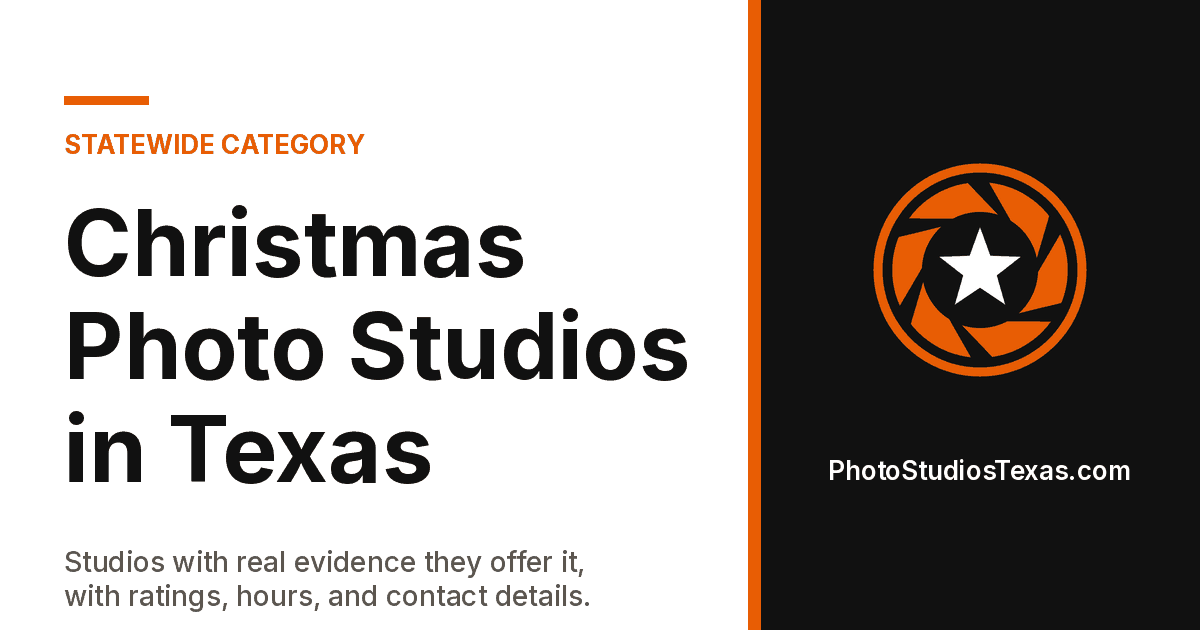 STATEWIDE CATEGORY
Christmas
Photo Studios
in Texas
Studios with real evidence they offer it,
with ratings, hours, and contact details.
PhotoStudiosTexas.com